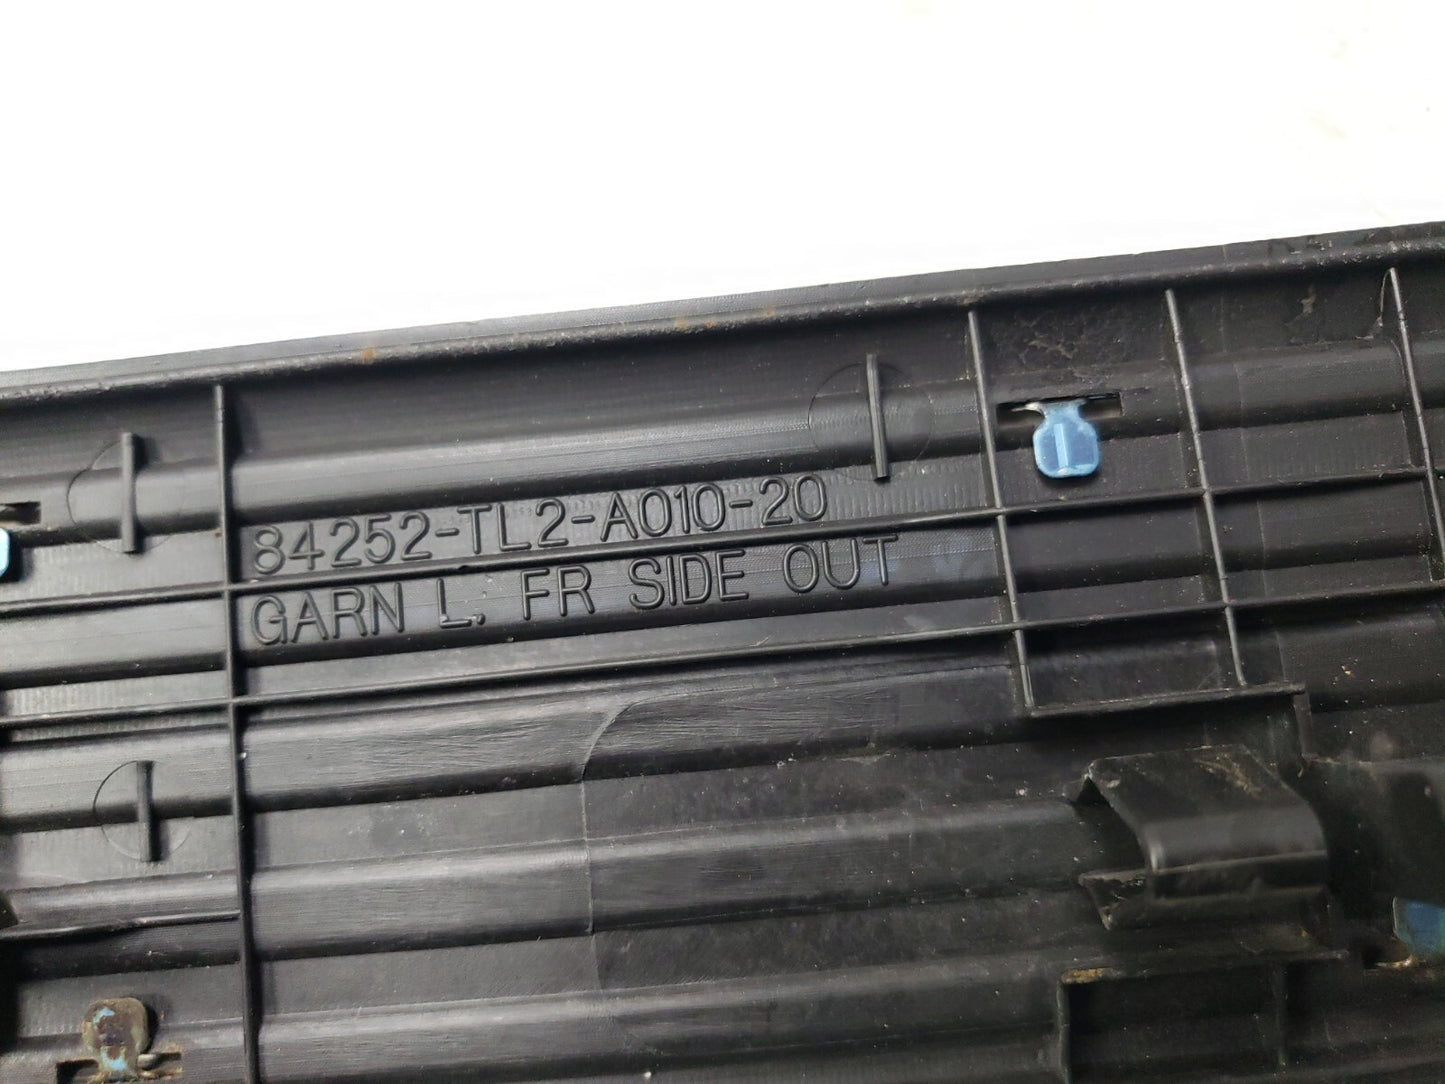 84252-TL2-A010-20
GARN L. FR SIDE OUT